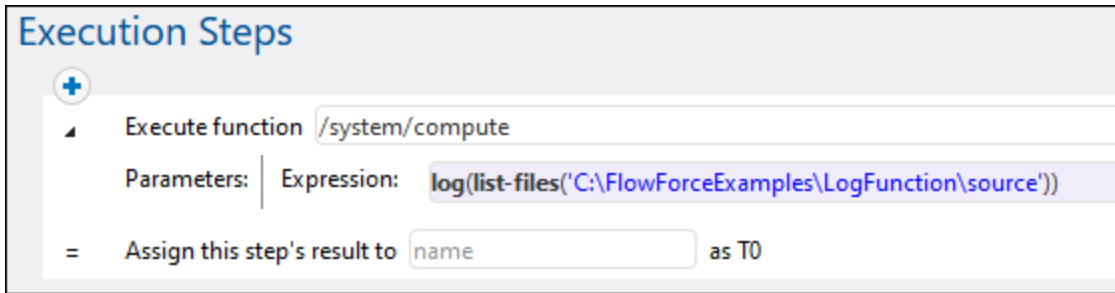 Execution Steps
Execute function /system/compute
Parameters: Expression: log(list-files('C:\FlowForceExamples\LogFunction\source'))
= Assign this step's result to name as T0